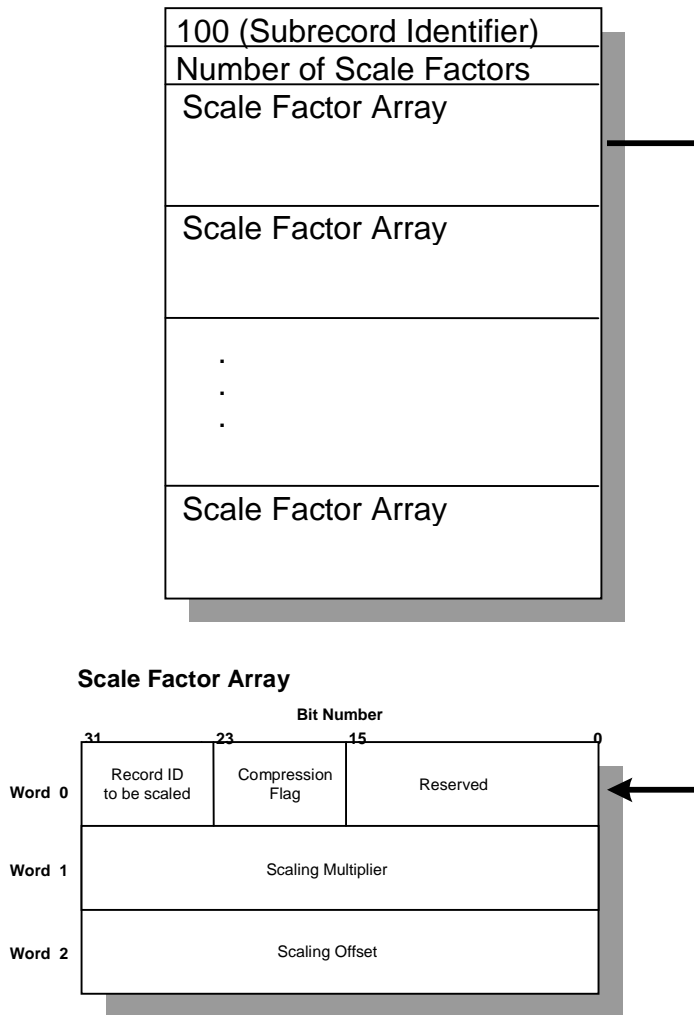 100 (Subrecord Identifier)
Number of Scale Factors
Scale Factor Array
Scale Factor Array
.
.
.
Scale Factor Array
Scale Factor Array
Bit Number
31 23 15 0
Word 0
Record ID
to be scaled
Compression
Flag
Reserved
Word 1
Scaling Multiplier
Word 2
Scaling Offset